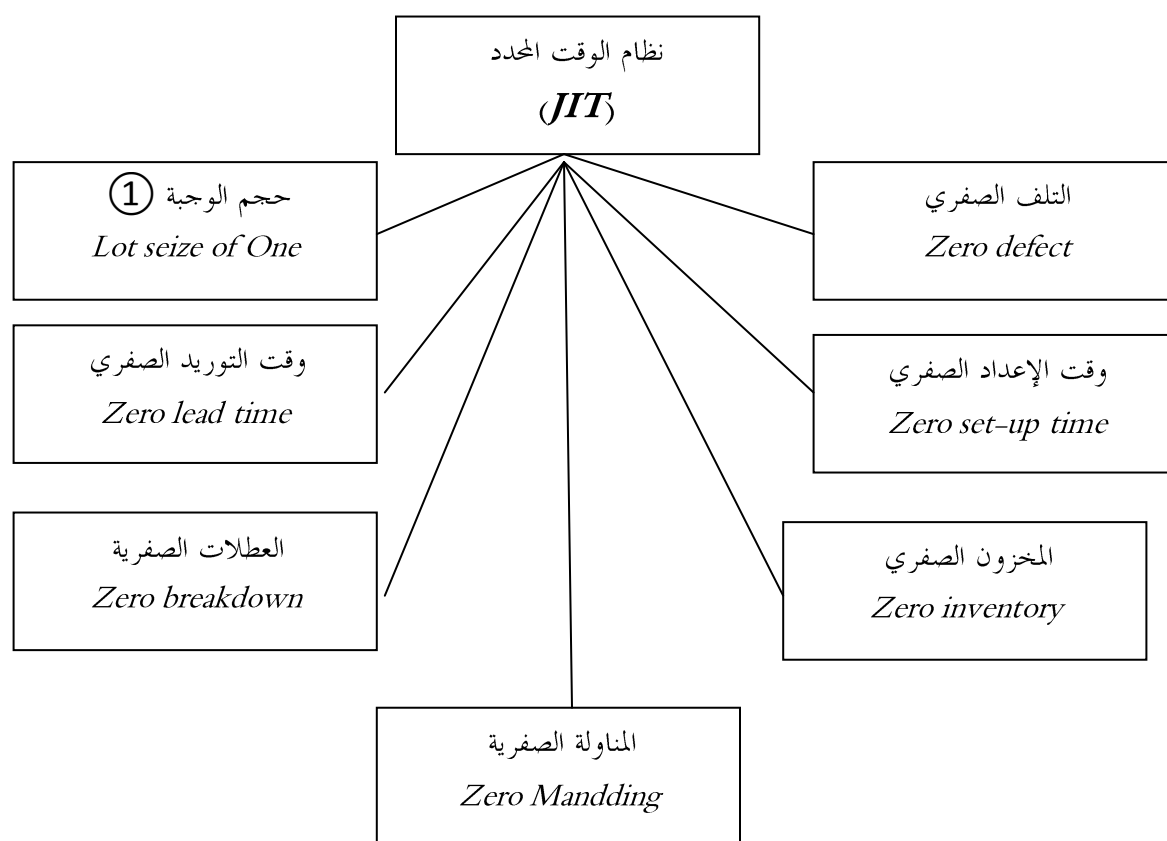 نظام الوقت المحدد
(JIT)
التلف الصفري
Zero defect
حجم الوجبة ①
Lot seize of One
وقت الإعداد الصفري
Zero set-up time
وقت التوريد الصفري
Zero lead time
المخزون الصفري
Zero inventory
العطلات الصفرية
Zero breakdown
المناولة الصفرية
Zero Mandding